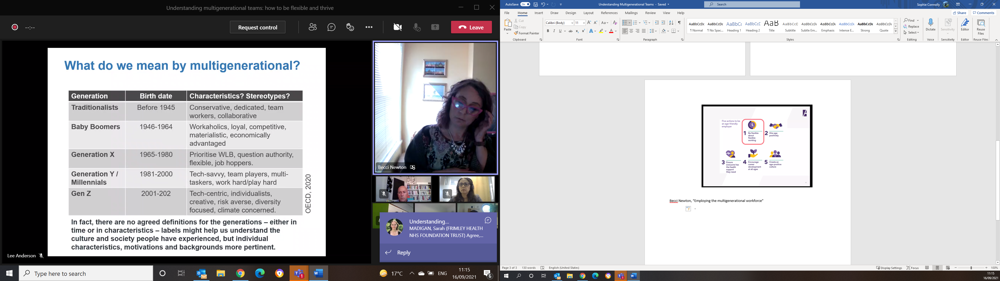 Understanding multigenerational teams: how to be flexible and thrive
--:--
Request control
Leave
What do we mean by multigenerational?
Generation Birth date Characteristics? Stereotypes?
Traditionalists Before 1945 Conservative, dedicated, team
workers, collaborative
Baby Boomers 1946-1964 Workaholics, loyal, competitive,
materialistic, economically
advantaged
Generation X 1965-1980 Prioritise WLB, question authority,
flexible, job hoppers.
Generation Y / 1981-2000 Tech-savvy, team players, multi-
Millennials taskers, work hard/play hard
Gen Z 2001-202 Tech-centric, individualists,
creative, risk averse, diversity
focused, climate concerned.
OECD, 2020
In fact, there are no agreed definitions for the generations – either in
time or in characteristics – labels might help us understand the
culture and society people have experienced, but individual
characteristics, motivations and backgrounds more pertinent.
Lee Anderson
Becci Newton
Understanding...
MADIGAN, Sarah (FRIMLEY HEALTH
NHS FOUNDATION TRUST) Agree,...
Reply
Type here to search
1
17°C
ENG
11:15
16/09/2021
6
AutoSave On
Understanding Multigenerational Teams - Saved
Search
Sophie Connolly
File Home Insert Draw Design Layout References Mailings Review View Help
Share Comments
Paste
Cut
Copy
Format Painter
Clipboard
Calibri (Body) 11
Font
Paragraph
AaBbCcDc AaBbCcDc AaBbCc AaBbCcD AaB AaBbCcD AaBbCcDc AaBbCcDc AaBbCcDc AaBbCcDc AaBbCcDc
¶ Normal ¶ No Spac... Heading 1 Heading 2 Title Subtitle Subtle Em... Emphasis Intense E... Strong Quote
Styles
Find
Replace
Select
Editing
Dictate
Voice
Sensitivity
Sensitivity
Editor
Editor
Reuse
Files
Reuse Files
Five actions to be
an age-friendly
employer
1 Be flexible
about
flexible
working
2 Hire age
positively
3 Ensure
everyone has
the health
support
they need
4 Encourage
career
development
at all ages
5 Create an
age-positive
culture
Becci Newton, “Employing the multigenerational workforce”
-
Page 3 of 3 130 words English (United States)
Display Settings Focus 100%
1
11:15
16/09/2021